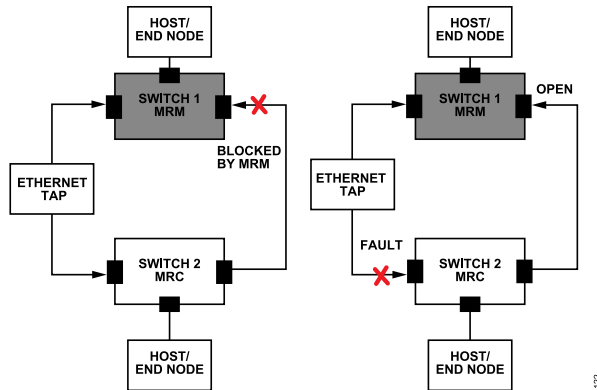 HOST/
END NODE
SWITCH 1
MRM
BLOCKED
BY MRM
ETHERNET
TAP
SWITCH 2
MRC
HOST/
END NODE
HOST/
END NODE
SWITCH 1
MRM
OPEN
ETHERNET
TAP
FAULT
SWITCH 2
MRC
HOST/
END NODE